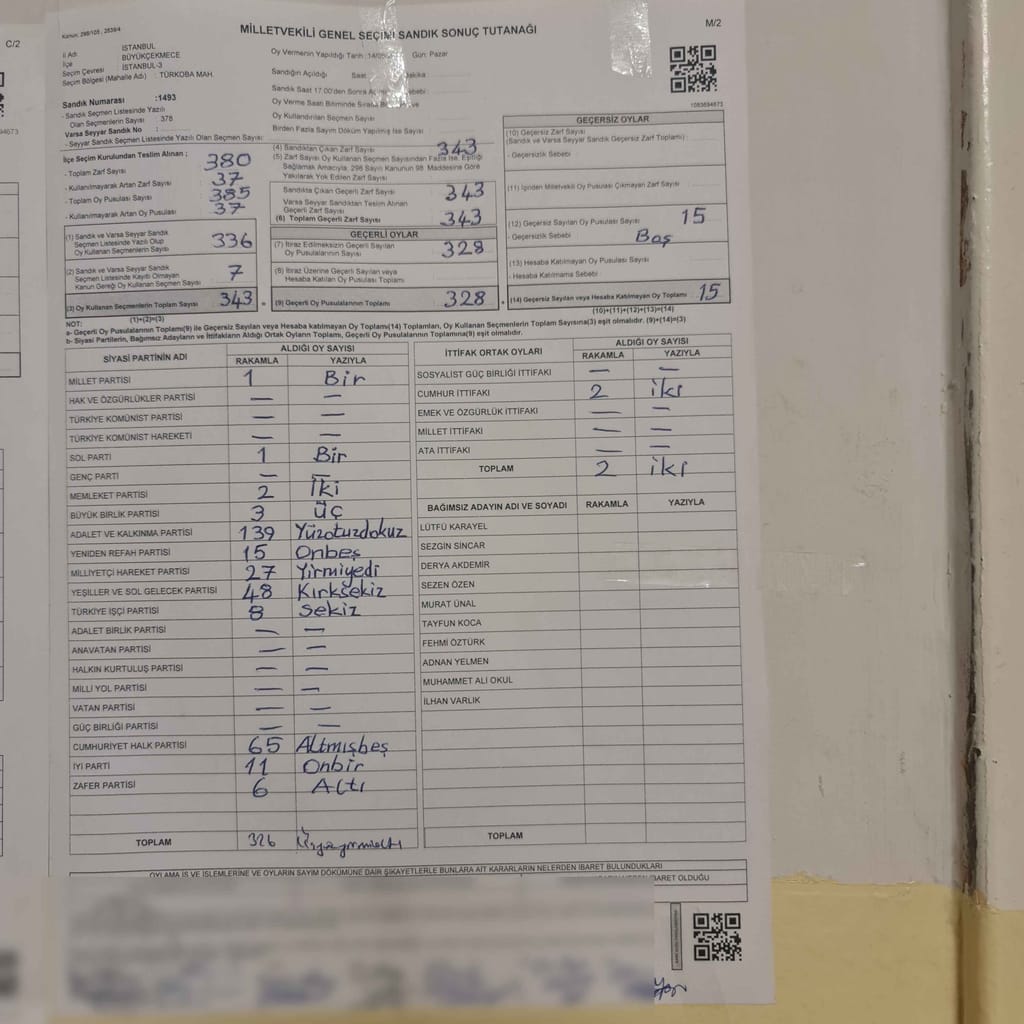 C/2
Kanun: 298/105, 2839/4
MİLLETVEKİLİ GENEL SEÇİMİ SANDIK SONUÇ TUTANAĞI
M/2
İl Adı : İSTANBUL
İlçe : BÜYÜKÇEKMECE
Seçim Çevresi : İSTANBUL-3
Seçim Bölgesi (Mahalle Adı) : TÜRKOBA MAH.
Oy Vermenin Yapıldığı Tarih : Gün: Pazar
Sandığın Açıldığı Saat
Sandık Saat 17:00'den Sonra
Oy Verme Saati Bitiminde
1083694673
Sandık Numarası :1493
- Sandık Seçmen Listesinde Yazılı
Olan Seçmenlerin Sayısı : 378
Varsa Seyyar Sandık No :
- Seyyar Sandık Seçmen Listesinde Yazılı Olan Seçmen Sayısı:
Oy Kullandırılan Seçmen Sayısı
Birden Fazla Sayım Döküm Yapılmış İse Sayısı
İlçe Seçim Kurulundan Teslim Alınan ;
- Toplam Zarf Sayısı 380
- Kullanılmayarak Artan Zarf Sayısı 37
- Toplam Oy Pusulası Sayısı 385
- Kullanılmayarak Artan Oy Pusulası 37
(1) Sandık ve Varsa Seyyar Sandık
Seçmen Listesinde Yazılı Olup
Oy Kullanan Seçmenlerin Sayısı 336
(2) Sandık ve Varsa Seyyar Sandık
Seçmen Listesinde Kayıtlı Olmayan
Kanun Gereği Oy Kullanan Seçmen Sayısı 7
(3) Oy Kullanan Seçmenlerin Toplam Sayısı 343
(1)+(2)=(3)
(4) Sandıktan Çıkan Zarf Sayısı 343
(5) Zarf Sayısı Oy Kullanan Seçmen Sayısından Fazla İse, Eşitliği
Sağlamak Amacıyla, 298 Sayılı Kanunun 98. Maddesine Göre
Yakılarak Yok Edilen Zarf Sayısı
Sandıkta Çıkan Geçerli Zarf Sayısı 343
Varsa Seyyar Sandıktan Teslim Alınan
Geçerli Zarf Sayısı
(6) Toplam Geçerli Zarf Sayısı 343
GEÇERLİ OYLAR
(7) İtiraz Edilmeksizin Geçerli Sayılan
Oy Pusulasının Sayısı 328
(8) İtiraz Üzerine Geçerli Sayılan veya
Hesaba Katılan Oy Pusulası Toplamı
(9) Geçerli Oy Pusulalarının Toplamı 328
GEÇERSİZ OYLAR
(10) Geçersiz Zarf Sayısı
(Sandık ve Varsa Seyyar Sandık Geçersiz Zarf Toplamı) :
- Geçersizlik Sebebi
(11) İçinden Milletvekili Oy Pusulası Çıkmayan Zarf Sayısı
(12) Geçersiz Sayılan Oy Pusulası Sayısı 15
- Geçersizlik Sebebi : Boş
(13) Hesaba Katılmayan Oy Pusulası Sayısı
- Hesaba Katılmama Sebebi
(14) Geçersiz Sayılan veya Hesaba Katılmayan Oy Toplamı 15
(10)+(11)+(12)+(13)=(14)
NOT:
a- Geçerli Oy Pusulalarının Toplamı(9) ile Geçersiz Sayılan veya Hesaba katılmayan Oy Toplamı(14) Toplamları, Oy Kullanan Seçmenlerin Toplam Sayısına(3) eşit olmalıdır. (9)+(14)=(3)
b- Siyasi Partilerin, Bağımsız Adayların ve İttifakların Aldığı Ortak Oyların Toplamı, Geçerli Oy Pusulalarının Toplamına(9) eşit olmalıdır.
SİYASİ PARTİNİN ADI ALDIĞI OY SAYISI
RAKAMLA YAZIYLA
MİLLET PARTİSİ 1 Bir
HAK VE ÖZGÜRLÜKLER PARTİSİ — —
TÜRKİYE KOMÜNİST PARTİSİ — —
TÜRKİYE KOMÜNİST HAREKETİ — —
SOL PARTİ 1 Bir
GENÇ PARTİ — —
MEMLEKET PARTİSİ 2 İki
BÜYÜK BİRLİK PARTİSİ 3 üç
ADALET VE KALKINMA PARTİSİ 139 Yüzotuzdokuz
YENİDEN REFAH PARTİSİ 15 Onbeş
MİLLİYETÇİ HAREKET PARTİSİ 27 Yirmiyedi
YEŞİLLER VE SOL GELECEK PARTİSİ 48 Kırksekiz
TÜRKİYE İŞÇİ PARTİSİ 8 Sekiz
ADALET BİRLİK PARTİSİ — —
ANAVATAN PARTİSİ — —
HALKIN KURTULUŞ PARTİSİ — —
MİLLİ YOL PARTİSİ — —
VATAN PARTİSİ — —
GÜÇ BİRLİĞİ PARTİSİ — —
CUMHURİYET HALK PARTİSİ 65 Altmışbeş
İYİ PARTİ 11 Onbir
ZAFER PARTİSİ 6 Altı
TOPLAM 326
İTTİFAK ORTAK OYLARI ALDIĞI OY SAYISI
RAKAMLA YAZIYLA
SOSYALİST GÜÇ BİRLİĞİ İTTİFAKI — —
CUMHUR İTTİFAKI 2 iki
EMEK VE ÖZGÜRLÜK İTTİFAKI — —
MİLLET İTTİFAKI — —
ATA İTTİFAKI — —
TOPLAM 2 iki
BAĞIMSIZ ADAYIN ADI VE SOYADI RAKAMLA YAZIYLA
LÜTFÜ KARAYEL
SEZGİN SİNCAR
DERYA AKDEMİR
SEZEN ÖZEN
MURAT ÜNAL
TAYFUN KOCA
FEHMİ ÖZTÜRK
ADNAN YELMEN
MUHAMMET ALİ OKUL
İLHAN VARLIK
TOPLAM
OYLAMA İŞ VE İŞLEMLERİNE VE OYLARIN SAYIM DÖKÜMÜNE DAİR ŞİKAYETLERLE BUNLARA AİT KARARLARIN NELERDEN İBARET BULUNDUKLARI